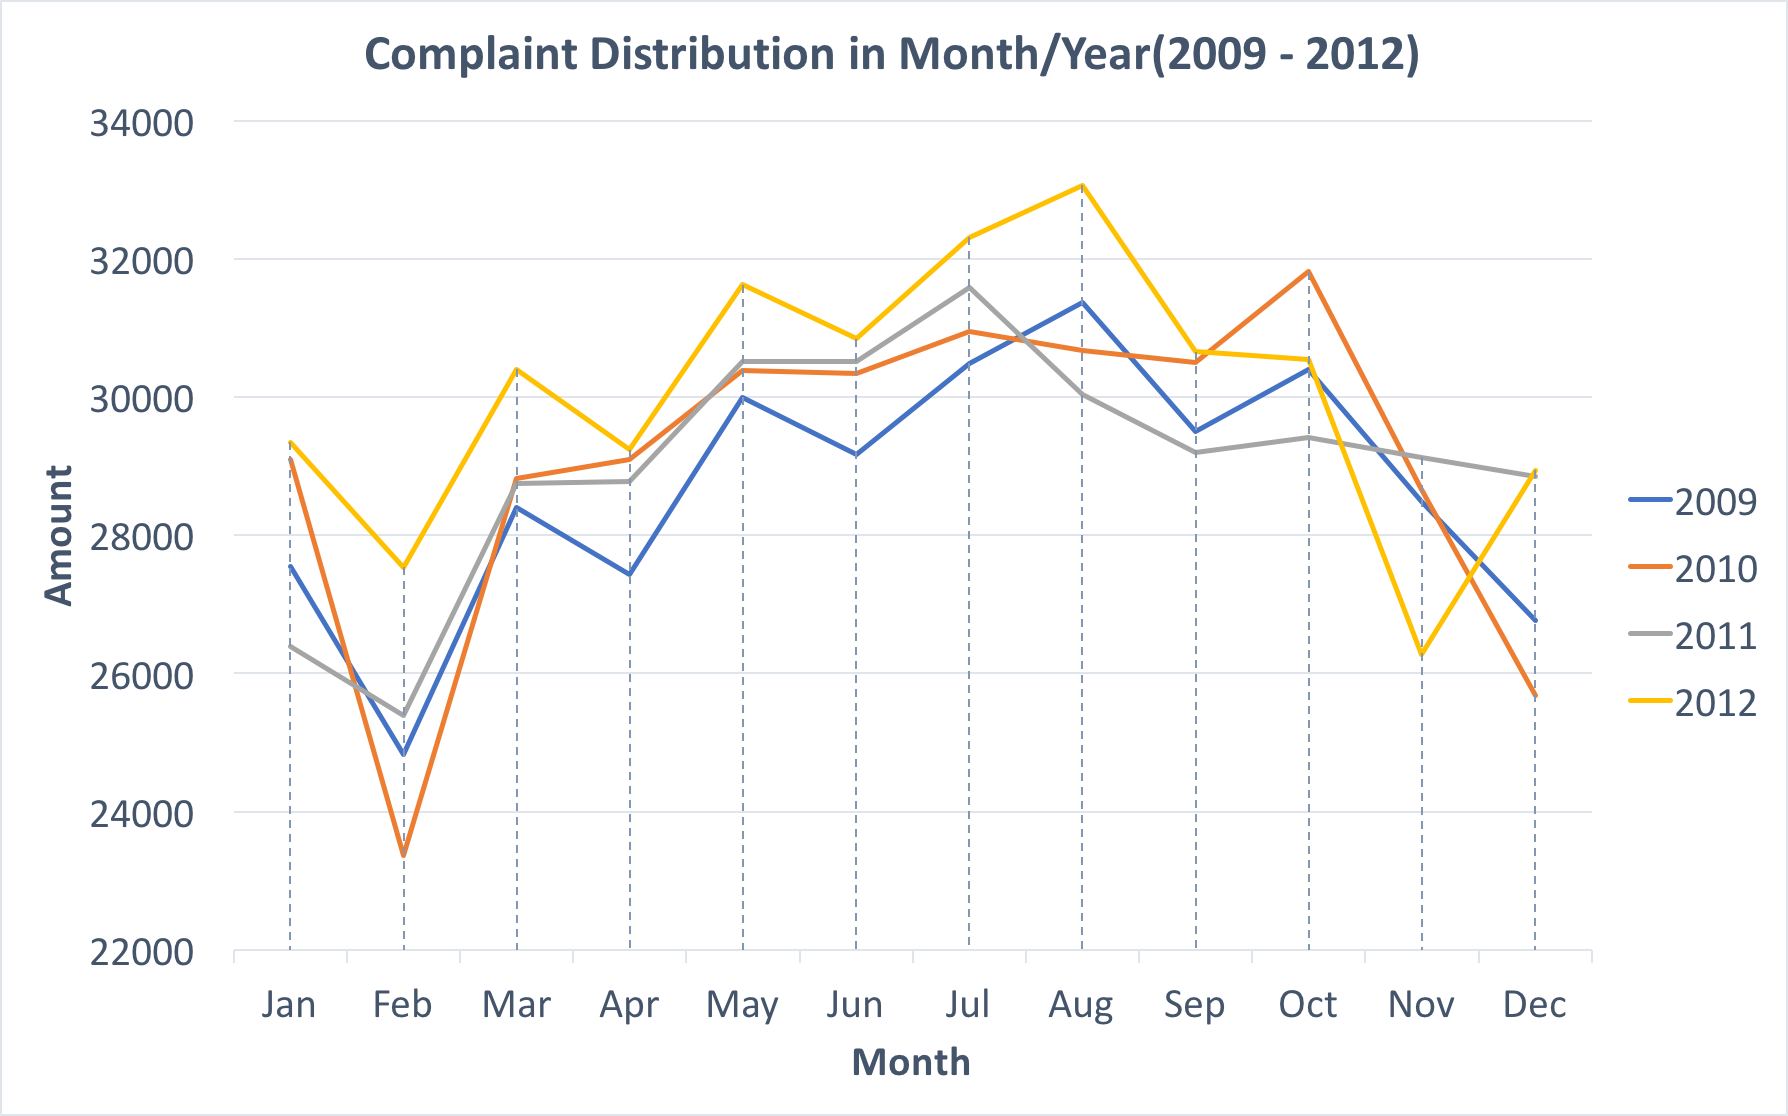 Complaint Distribution in Month/Year(2009 - 2012)
34000
32000
30000
28000
26000
24000
22000
Amount
Jan Feb Mar Apr May Jun Jul Aug Sep Oct Nov Dec
Month
2009
2010
2011
2012